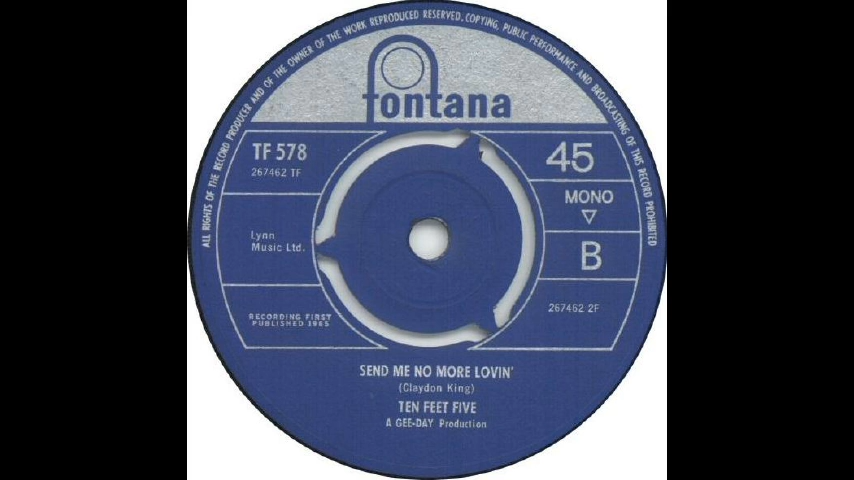 ALL RIGHTS OF THE RECORD PRODUCER AND OF THE OWNER OF THE WORK REPRODUCED RESERVED. COPYING, PUBLIC PERFORMANCE AND BROADCASTING OF THIS RECORD PROHIBITED
fontana
TF 578
267462 TF
45
MONO
Lynn
Music Ltd.
B
267462 2F
RECORDING FIRST
PUBLISHED 1965
SEND ME NO MORE LOVIN'
(Claydon King)
TEN FEET FIVE
A GEE-DAY Production